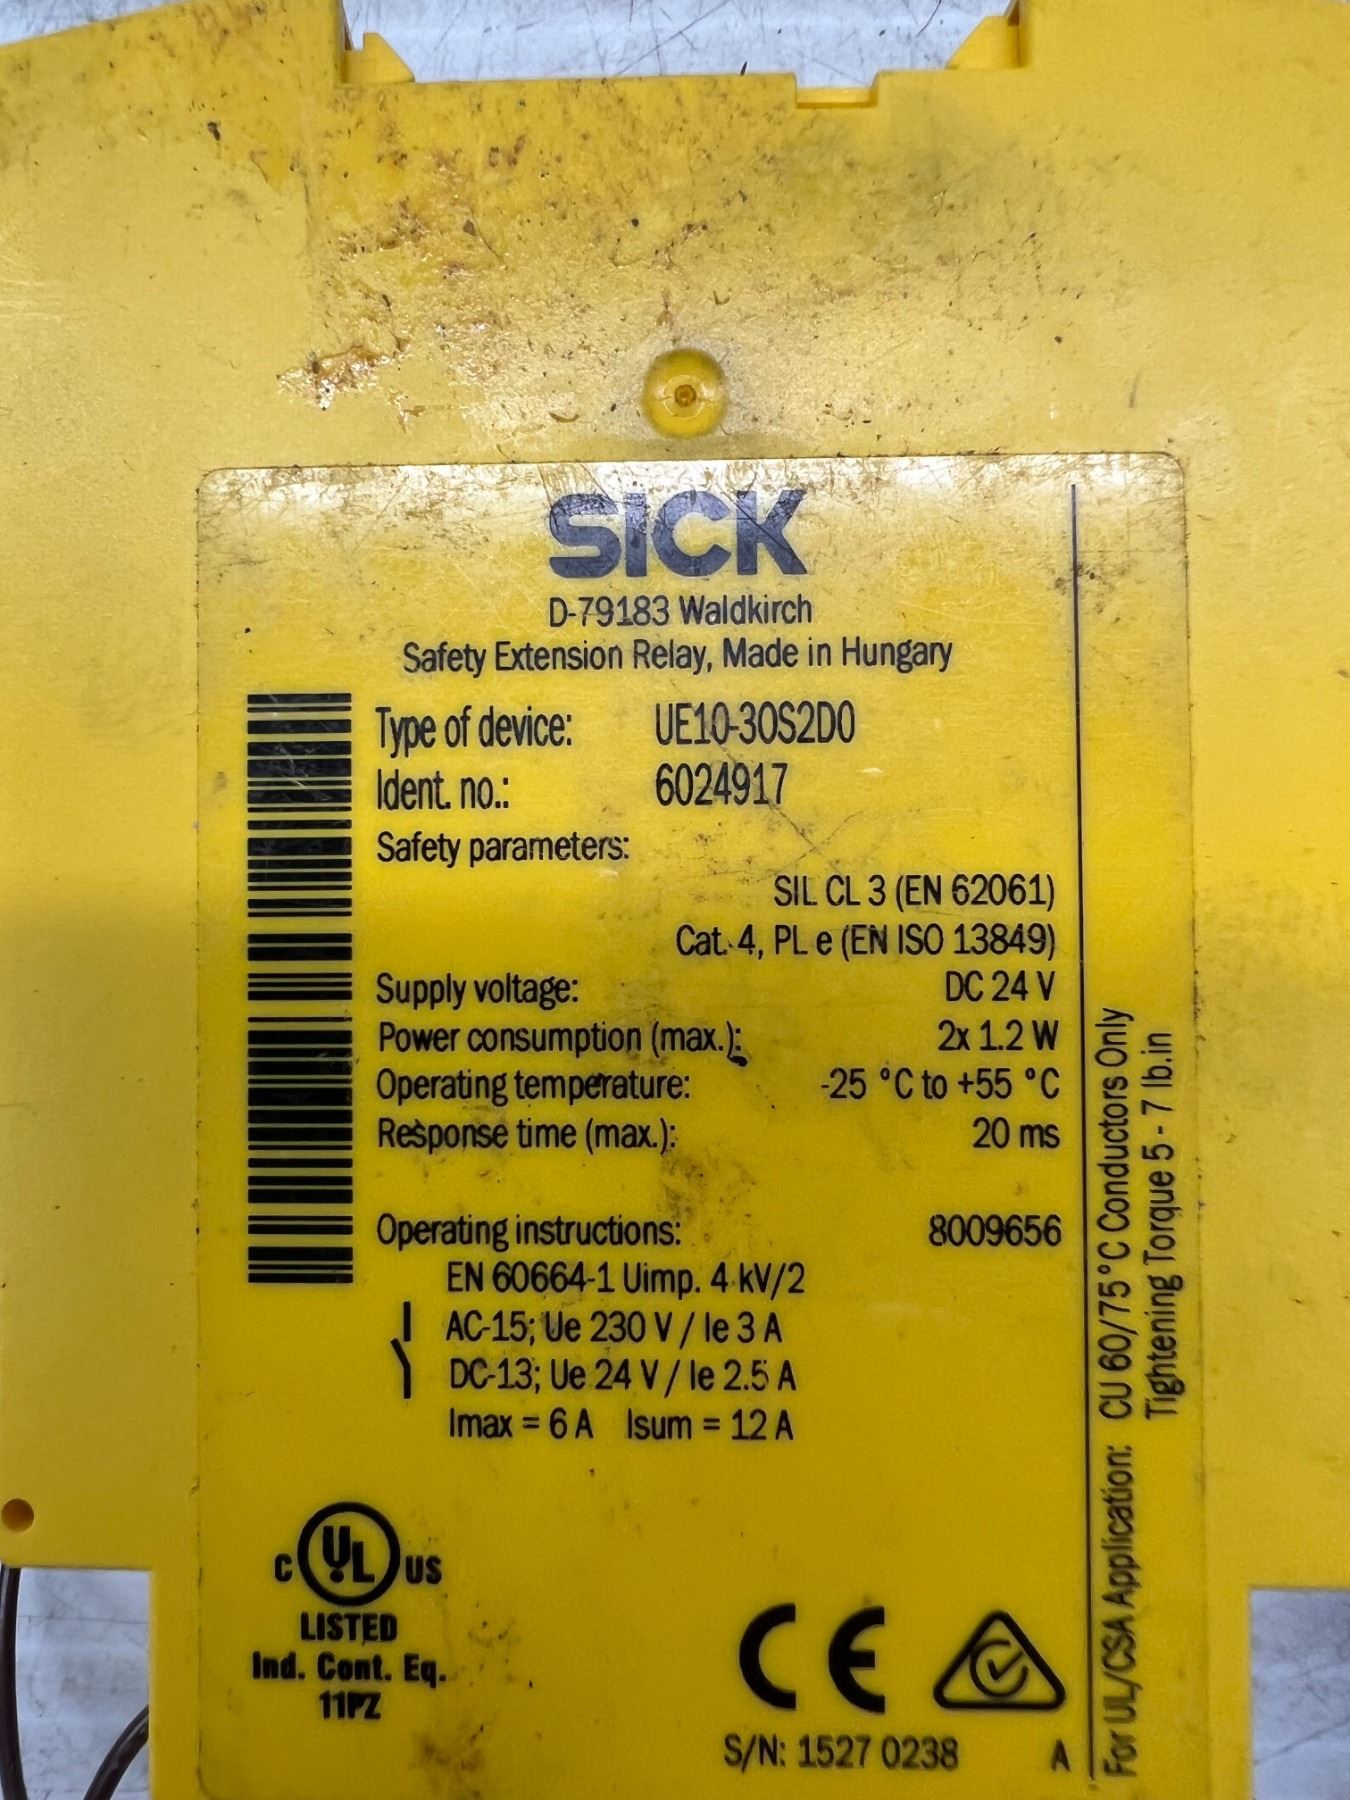 SICK
D-79183 Waldkirch
Safety Extension Relay, Made in Hungary
Type of device: UE10-3OS2D0
Ident. no.: 6024917
Safety parameters:
SIL CL 3 (EN 62061)
Cat. 4, PL e (EN ISO 13849)
Supply voltage: DC 24 V
Power consumption (max.): 2x 1.2 W
Operating temperature: -25 °C to +55 °C
Response time (max.): 20 ms
Operating instructions: 8009656
EN 60664-1 Uimp. 4 kV/2
AC-15; Ue 230 V / Ie 3 A
DC-13; Ue 24 V / Ie 2.5 A
Imax = 6 A Isum = 12 A
C UL US
LISTED
Ind. Cont. Eq.
11PZ
CE
S/N: 1527 0238 A
For UL/CSA Application: CU 60/75°C Conductors Only
Tightening Torque 5 - 7 lb.in